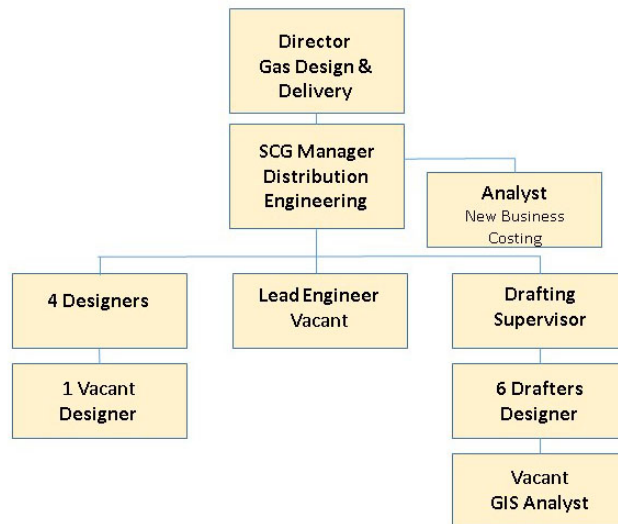 Director
Gas Design &
Delivery
SCG Manager
Distribution
Engineering
Analyst
New Business
Costing
4 Designers
Lead Engineer
Vacant
Drafting
Supervisor
1 Vacant
Designer
6 Drafters
Designer
Vacant
GIS Analyst